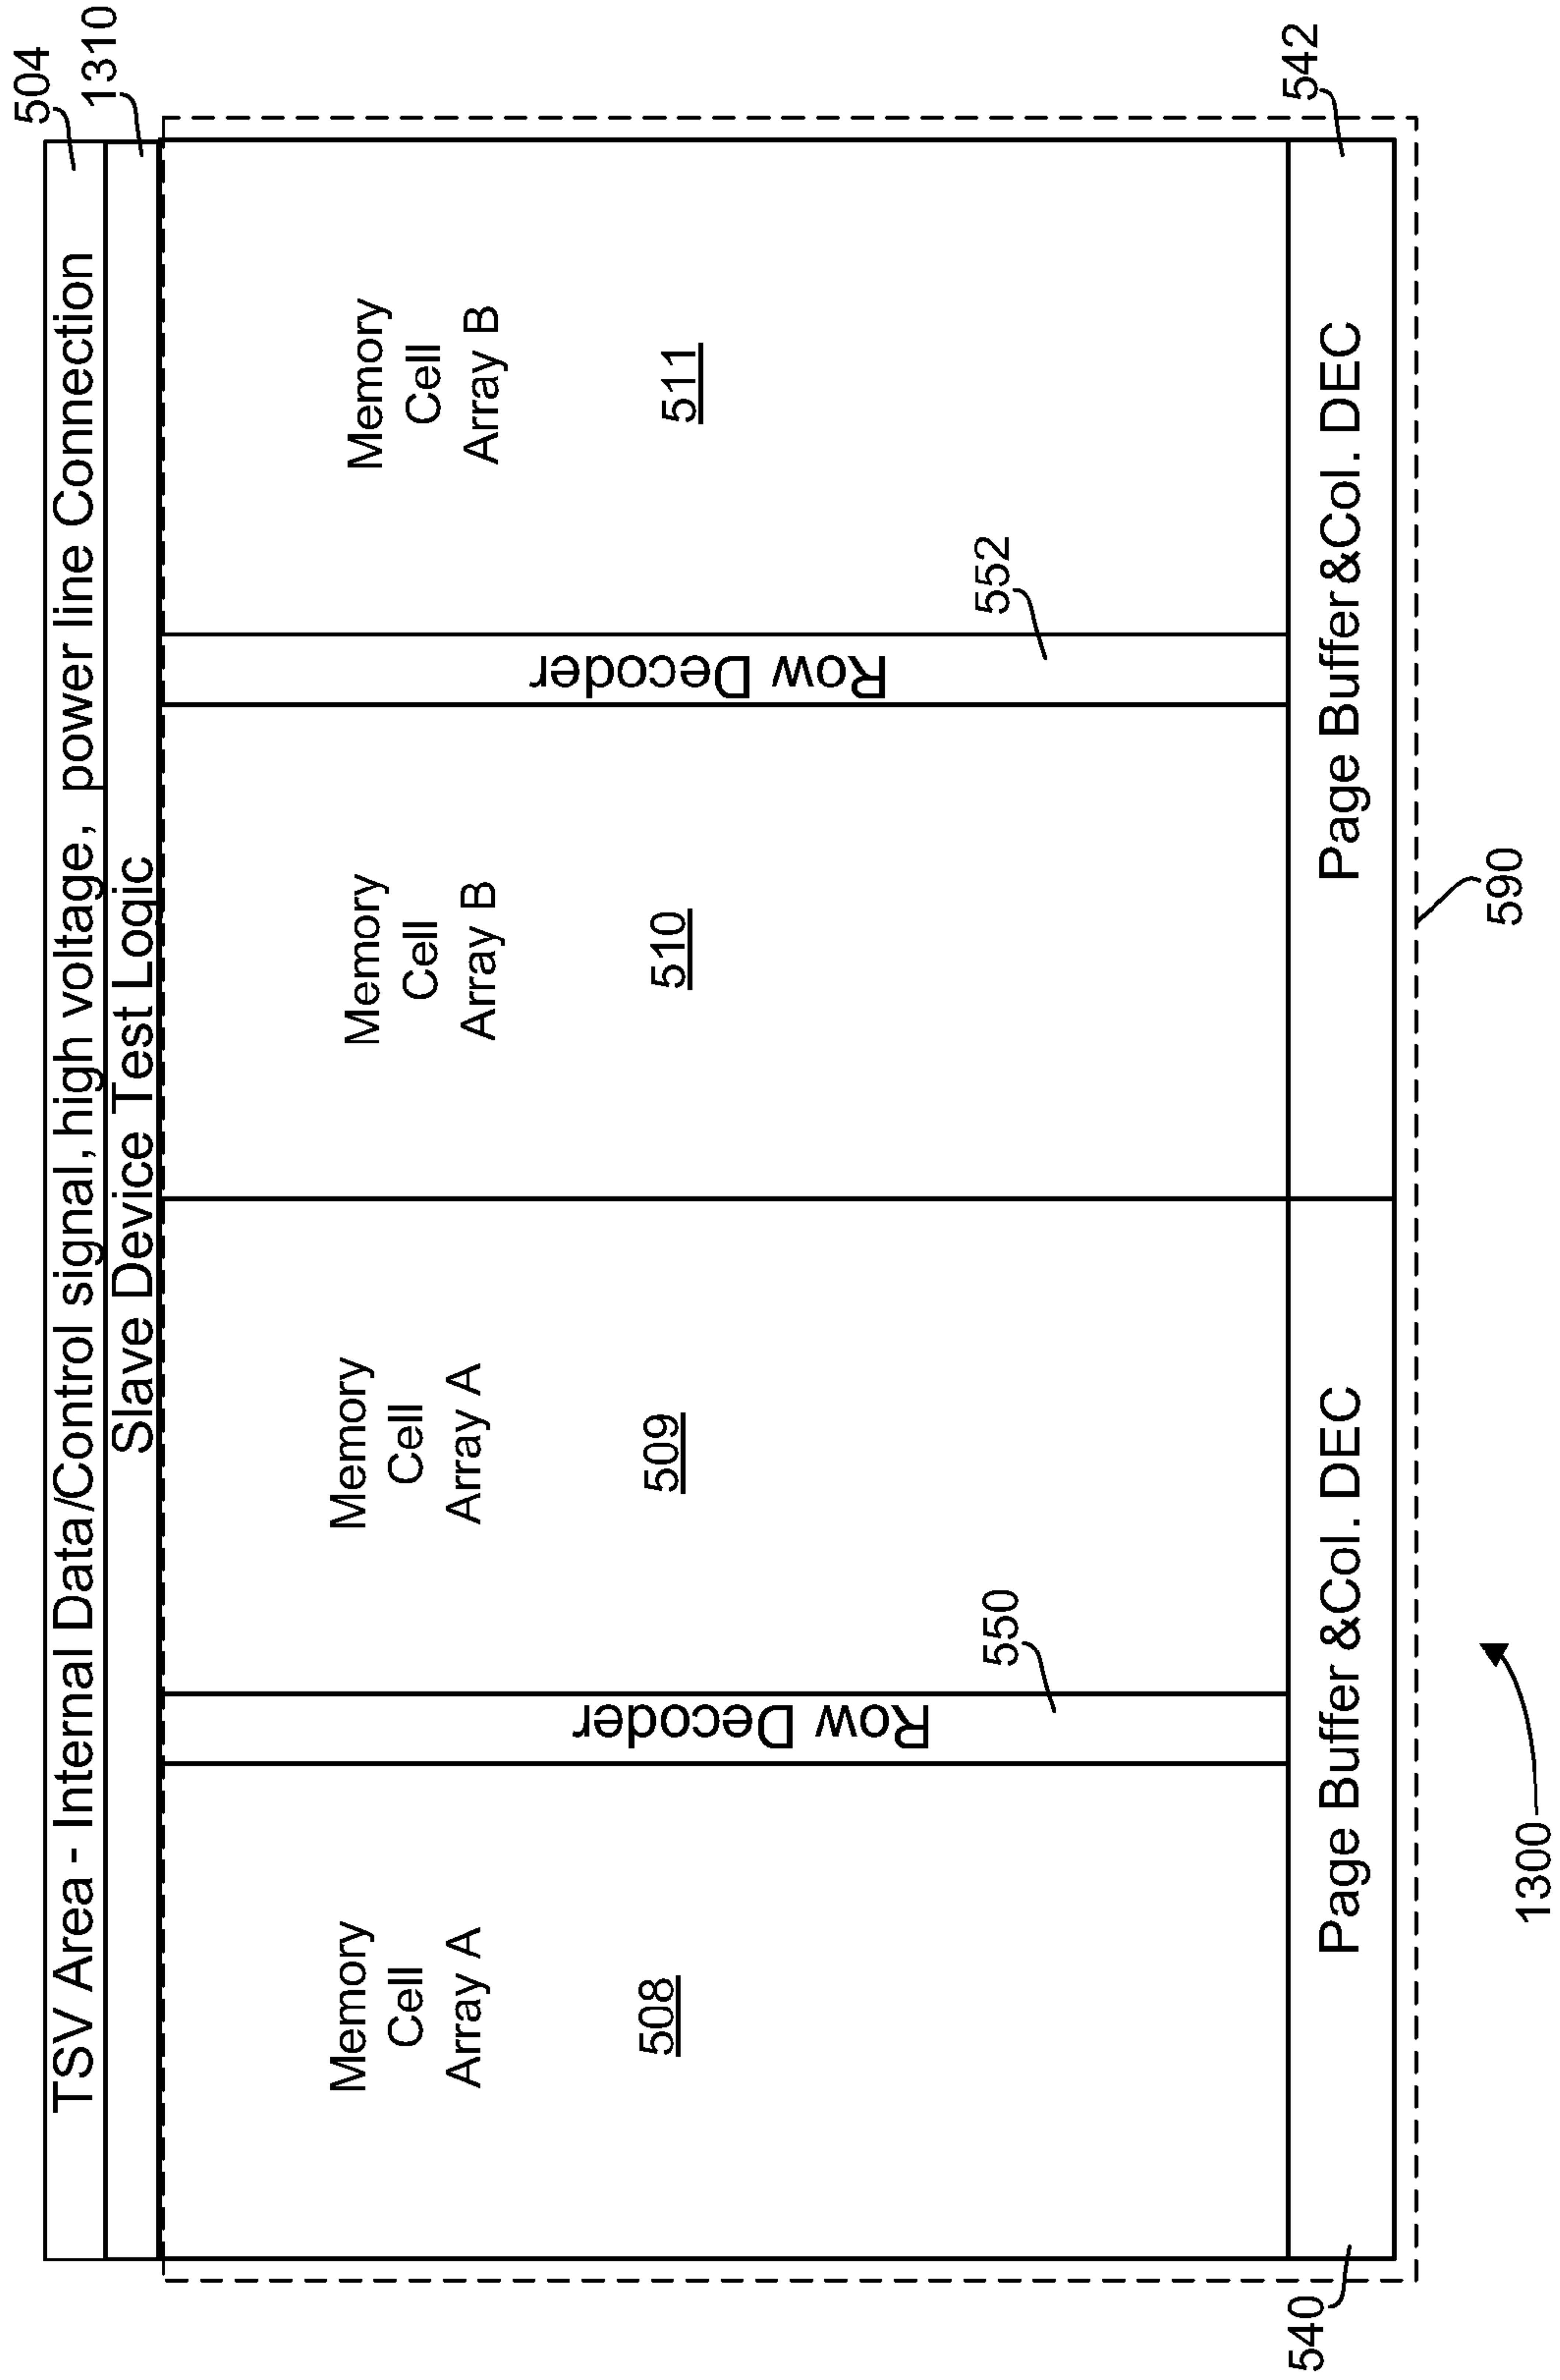 504
1310
TSV Area - Internal Data/Control signal, high voltage, power line Connection
Slave Device Test Logic
Memory
Cell
Array A
508
Row Decoder
550
Memory
Cell
Array A
509
Memory
Cell
Array B
510
Row Decoder
552
Memory
Cell
Array B
511
540
Page Buffer &Col. DEC
Page Buffer&Col. DEC
542
590
1300